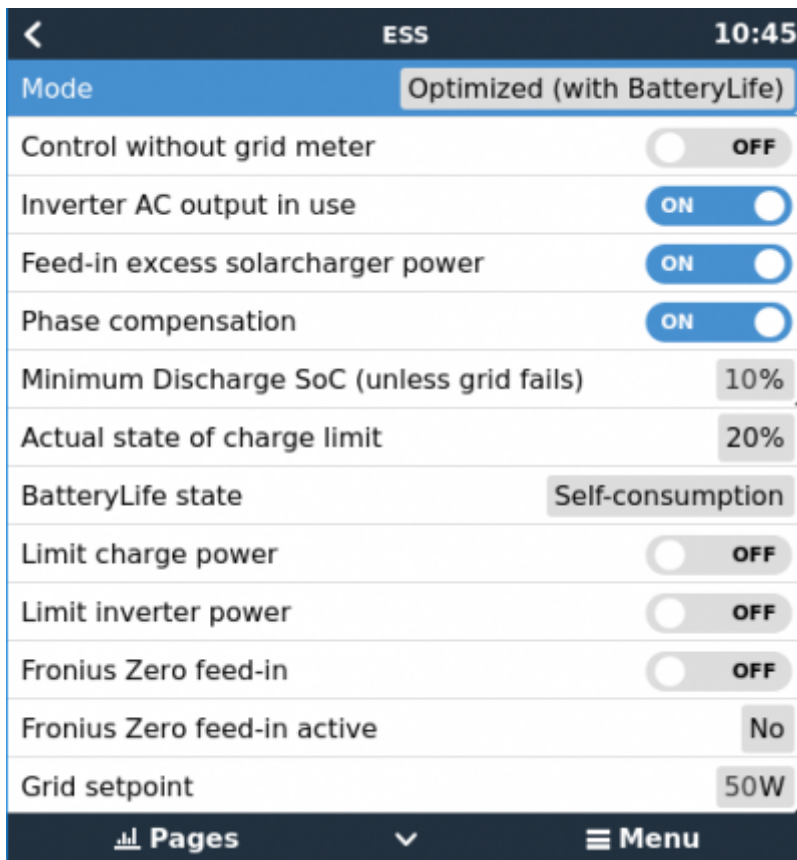 ESS 10:45
Mode Optimized (with BatteryLife)
Control without grid meter OFF
Inverter AC output in use ON
Feed-in excess solarcharger power ON
Phase compensation ON
Minimum Discharge SoC (unless grid fails) 10%
Actual state of charge limit 20%
BatteryLife state Self-consumption
Limit charge power OFF
Limit inverter power OFF
Fronius Zero feed-in OFF
Fronius Zero feed-in active No
Grid setpoint 50W
Pages Menu